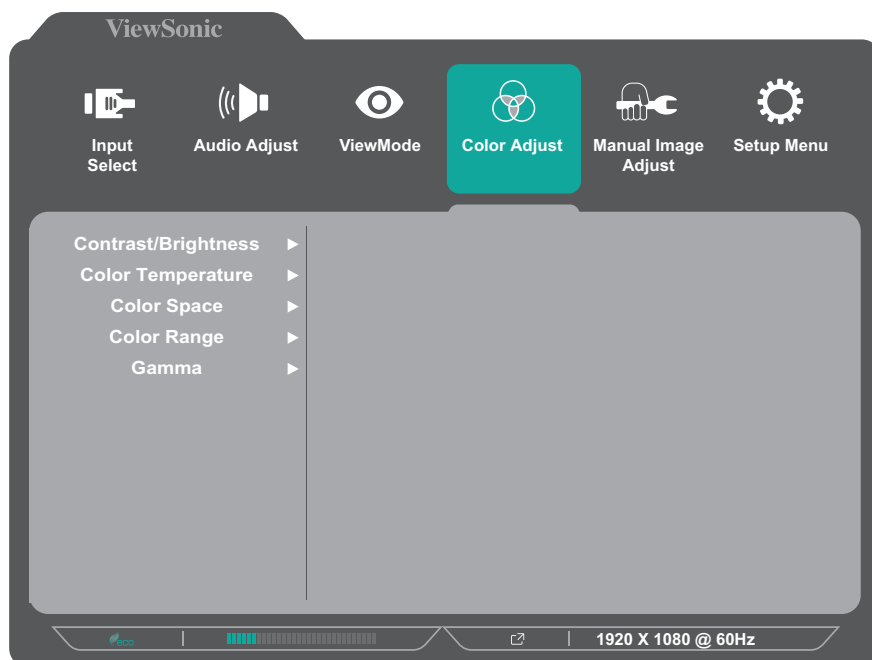 ViewSonic
Input
Select
Audio Adjust
ViewMode
Color Adjust
Manual Image
Adjust
Setup Menu
Contrast/Brightness
Color Temperature
Color Space
Color Range
Gamma
eco
1920 X 1080 @ 60Hz